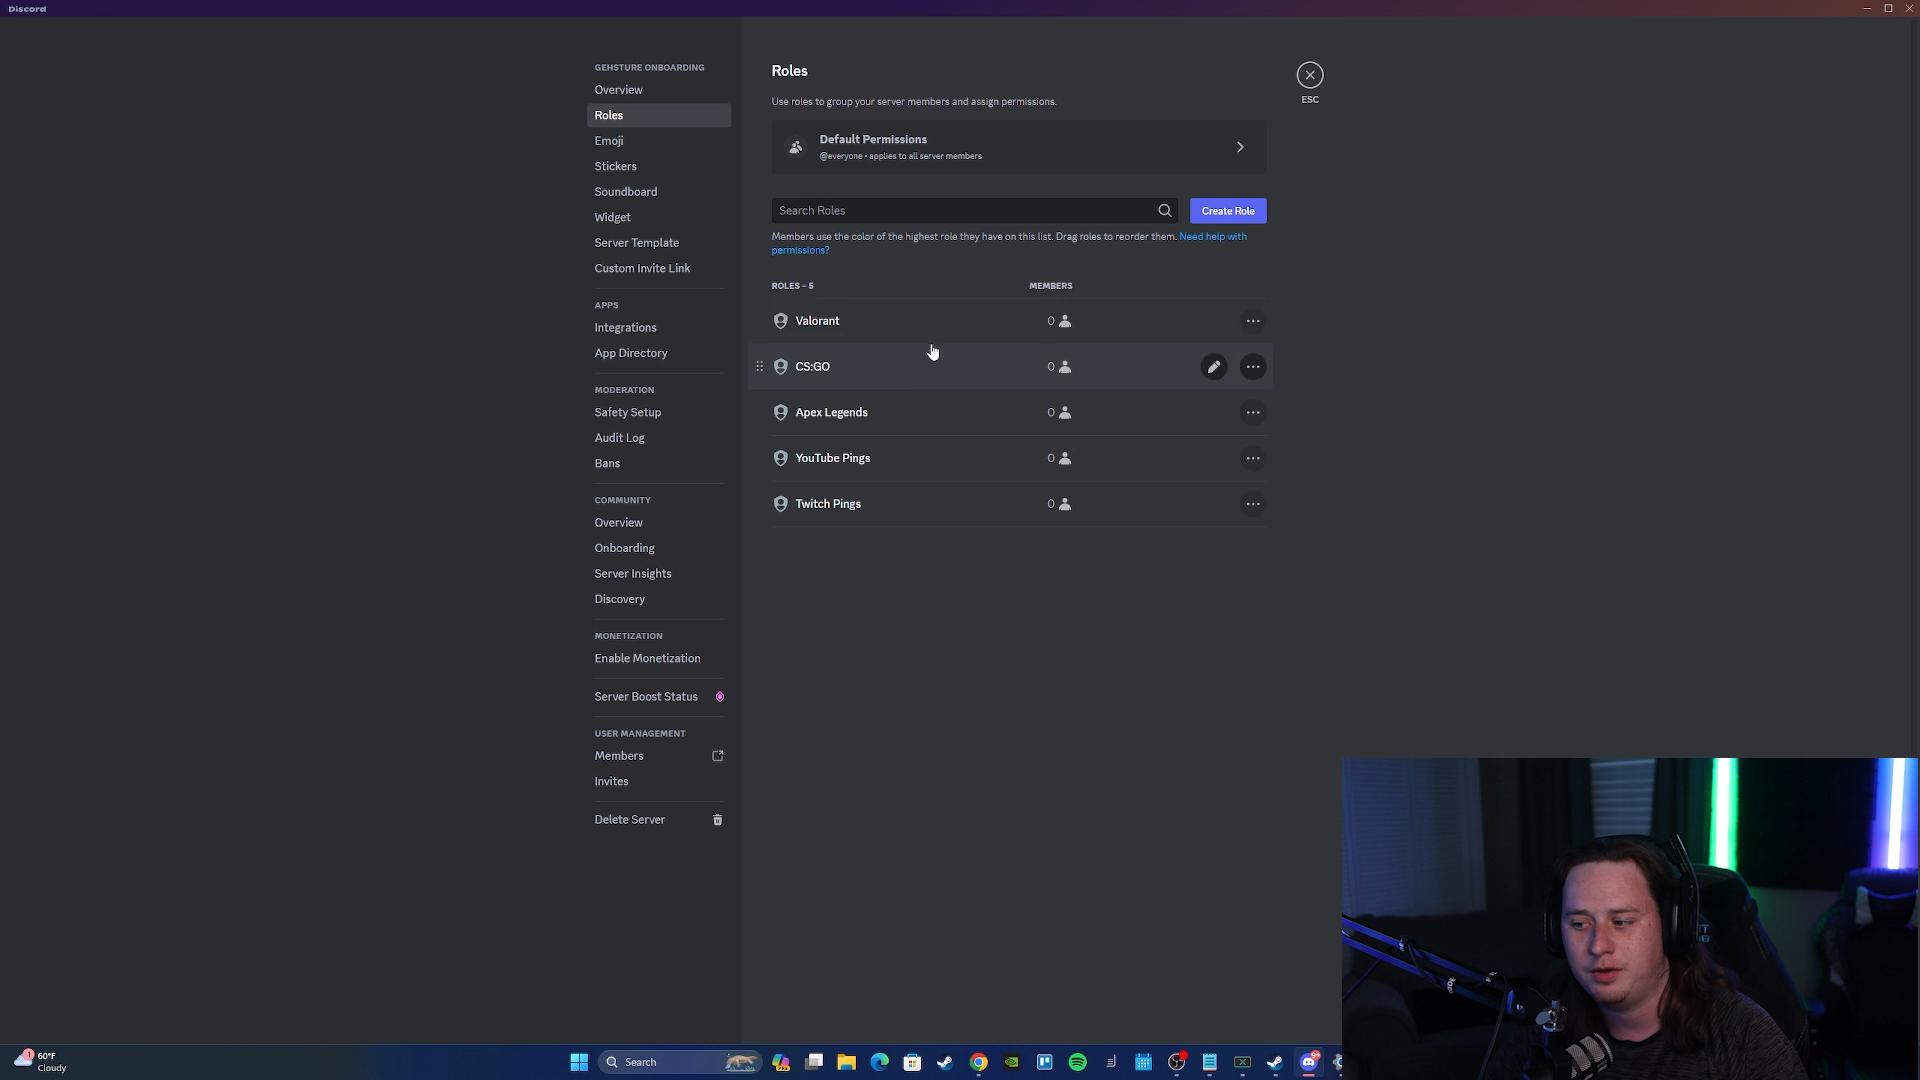 Discord
GEHSTURE ONBOARDING
Overview
Roles
Emoji
Stickers
Soundboard
Widget
Server Template
Custom Invite Link
APPS
Integrations
App Directory
MODERATION
Safety Setup
Audit Log
Bans
COMMUNITY
Overview
Onboarding
Server Insights
Discovery
MONETIZATION
Enable Monetization
Server Boost Status
USER MANAGEMENT
Members
Invites
Delete Server
Roles
ESC
Use roles to group your server members and assign permissions.
Default Permissions
@everyone • applies to all server members
Search Roles
Create Role
Members use the color of the highest role they have on this list. Drag roles to reorder them. Need help with
permissions?
ROLES – 5 MEMBERS
Valorant 0
CS:GO 0
Apex Legends 0
YouTube Pings 0
Twitch Pings 0
1
60°F
Cloudy
Search